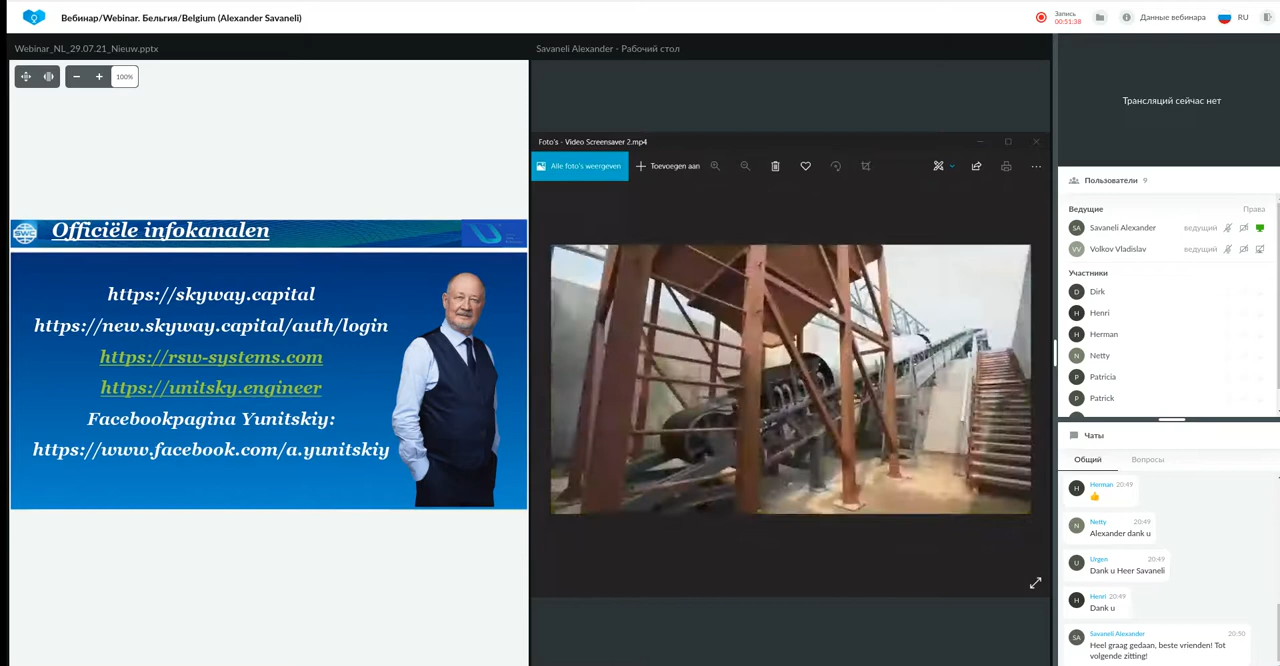 Вебинар/Webinar. Бельгия/Belgium (Alexander Savaneli)
Запись
00:51:38
Данные вебинара
RU
Webinar_NL_29.07.21_Nieuw.pptx
Savaneli Alexander - Рабочий стол
100%
Трансляций сейчас нет
Foto's - Video Screensaver 2.mp4
Alle foto's weergeven
Toevoegen aan
SWC
Officiële infokanalen
https://skyway.capital
https://new.skyway.capital/auth/login
https://rsw-systems.com
https://unitsky.engineer
Facebookpagina Yunitskiy:
https://www.facebook.com/a.yunitskiy
Пользователи 9
Ведущие Права
SA Savaneli Alexander ведущий
VV Volkov Vladislav ведущий
Участники
D Dirk
H Henri
H Herman
N Netty
P Patricia
P Patrick
Чаты
Общий Вопросы
H Herman 20:49
👍
N Netty 20:49
Alexander dank u
U Urgen 20:49
Dank u Heer Savaneli
H Henri 20:49
Dank u
SA Savaneli Alexander 20:50
Heel graag gedaan, beste vrienden! Tot
volgende zitting!